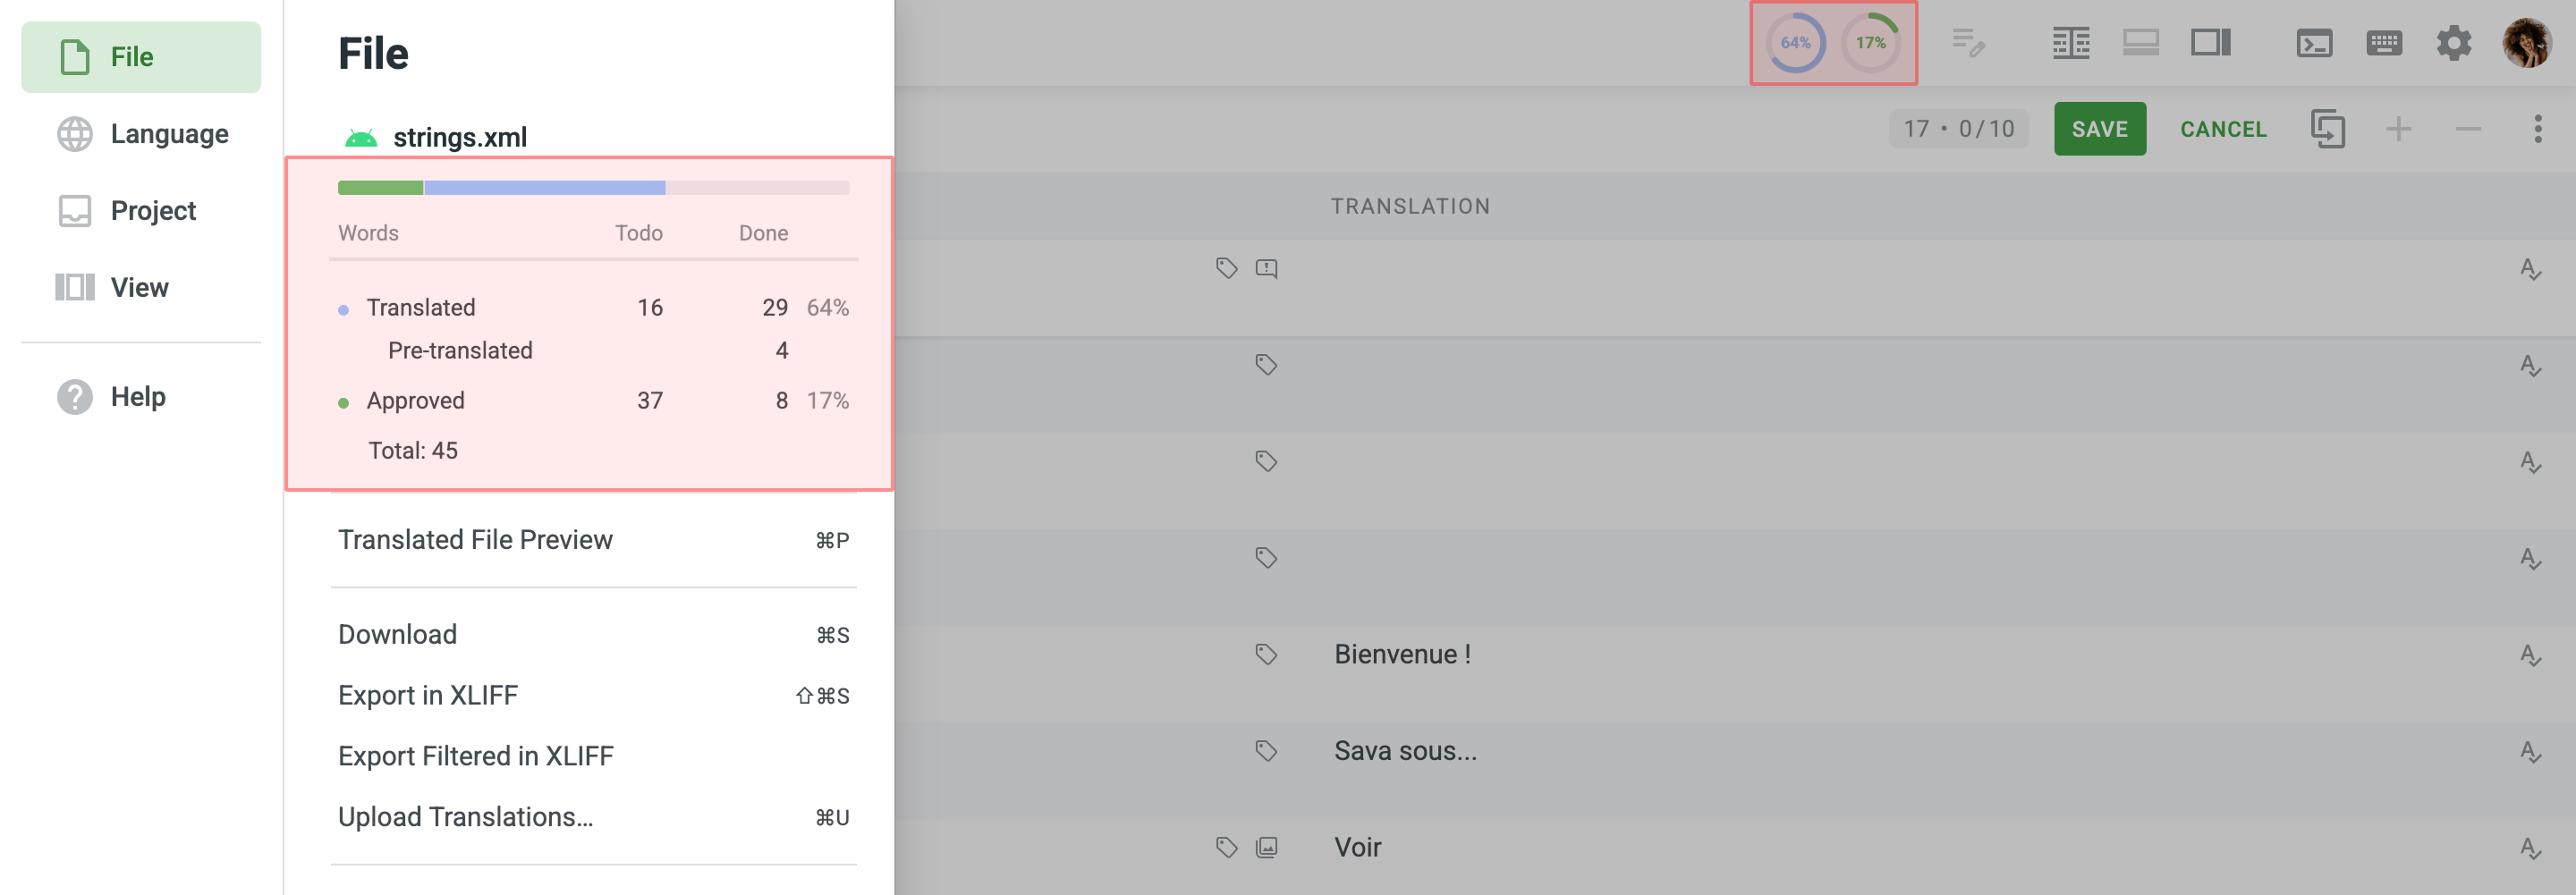 File
Language
Project
View
Help
File
strings.xml
Words Todo Done
Translated 16 29 64%
Pre-translated 4
Approved 37 8 17%
Total: 45
Translated File Preview ⌘P
Download ⌘S
Export in XLIFF ⇧⌘S
Export Filtered in XLIFF
Upload Translations... ⌘U
64% 17%
17 • 0/10 SAVE CANCEL
TRANSLATION
Bienvenue !
Sava sous...
Voir